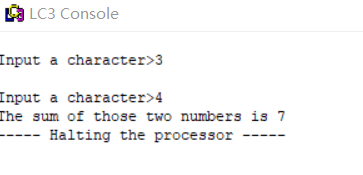 LC3 Console
Input a character>3
Input a character>4
The sum of those two numbers is 7
----- Halting the processor -----